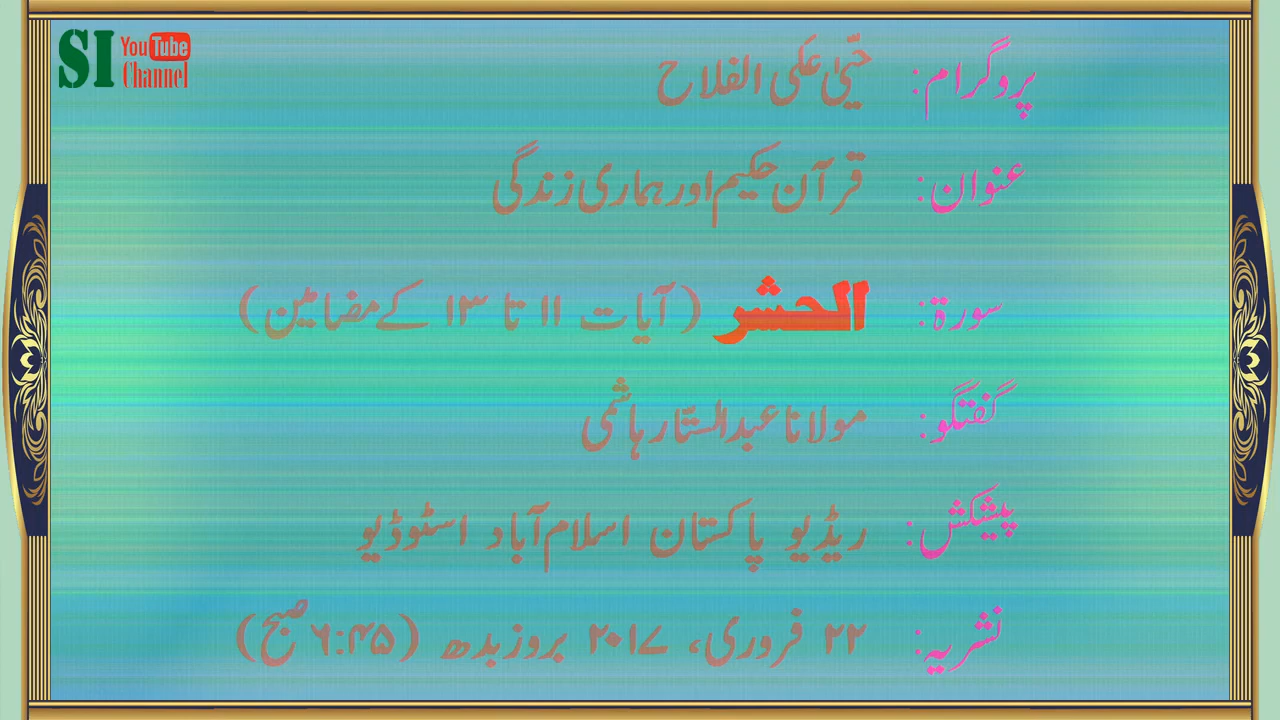 SI YouTube Channel
پروگرام: حیّٰ عَلَی الفلاح
عنوان: قرآن حکیم اور ہماری زندگی
سورۃ: الحشر (آیات ۱۱ تا ۱۳ کے مضامین)
گفتگو: مولانا عبدالستّار ہاشمی
پیشکش: ریڈیو پاکستان اسلام آباد اسٹوڈیو
نشریہ: ۲۲ فروری، ۲۰۱۷ بروز بدھ (۶:۴۵ صبح)